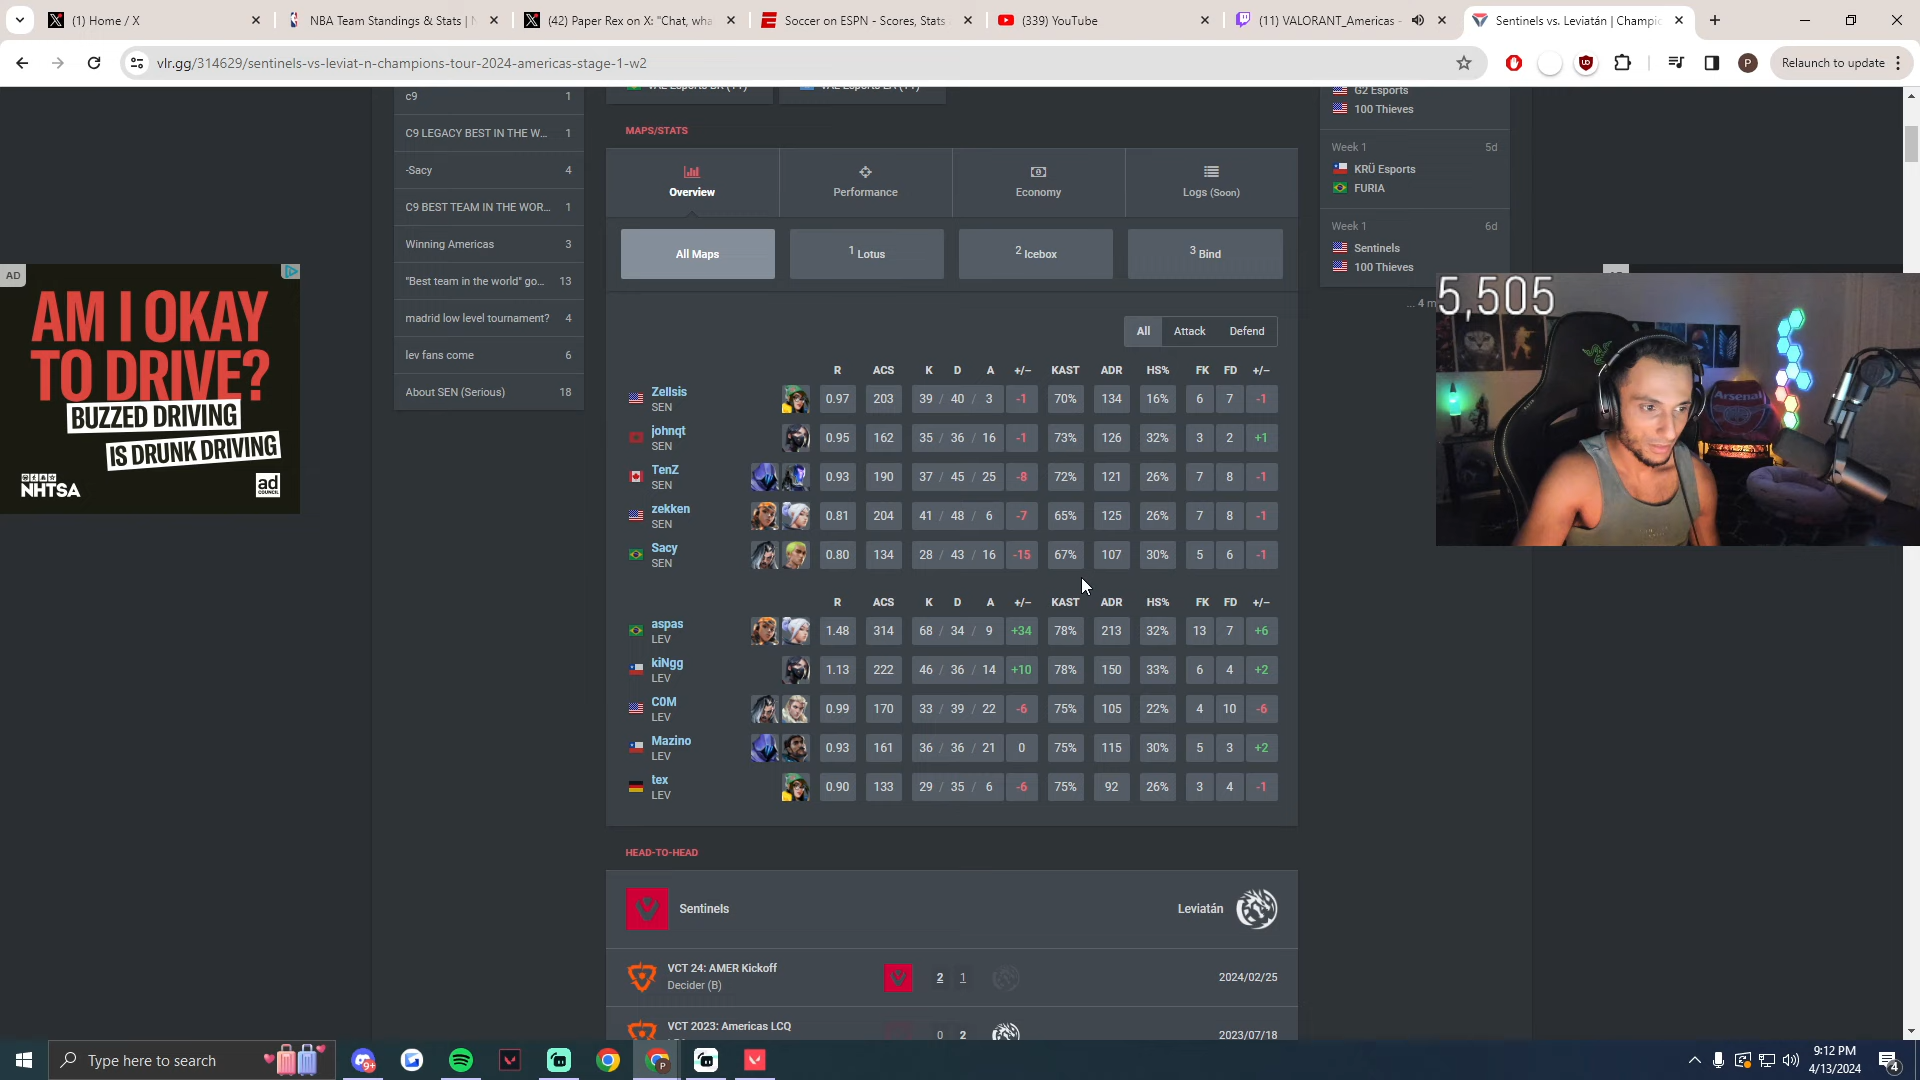 (1) Home / X
NBA Team Standings & Stats | N
(42) Paper Rex on X: "Chat, wha
Soccer on ESPN - Scores, Stats
(339) YouTube
(11) VALORANT_Americas -
Sentinels vs. Leviatán | Champio
vlr.gg/314629/sentinels-vs-leviat-n-champions-tour-2024-americas-stage-1-w2
P
Relaunch to update
c9 1
C9 LEGACY BEST IN THE W... 1
-Sacy 4
C9 BEST TEAM IN THE WOR... 1
Winning Americas 3
"Best team in the world" go... 13
madrid low level tournament? 4
lev fans come 6
About SEN (Serious) 18
AD
AM I OKAY
TO DRIVE?
BUZZED DRIVING
IS DRUNK DRIVING
NHTSA
ad
COUNCIL
MAPS/STATS
Overview
Performance
Economy
Logs (Soon)
All Maps
1 Lotus
2 Icebox
3 Bind
All Attack Defend
R ACS K D A +/– KAST ADR HS% FK FD +/–
Zellsis
SEN
0.97 203 39 / 40 / 3 -1 70% 134 16% 6 7 -1
johnqt
SEN
0.95 162 35 / 36 / 16 -1 73% 126 32% 3 2 +1
TenZ
SEN
0.93 190 37 / 45 / 25 -8 72% 121 26% 7 8 -1
zekken
SEN
0.81 204 41 / 48 / 6 -7 65% 125 26% 7 8 -1
Sacy
SEN
0.80 134 28 / 43 / 16 -15 67% 107 30% 5 6 -1
R ACS K D A +/– KAST ADR HS% FK FD +/–
aspas
LEV
1.48 314 68 / 34 / 9 +34 78% 213 32% 13 7 +6
kiNgg
LEV
1.13 222 46 / 36 / 14 +10 78% 150 33% 6 4 +2
C0M
LEV
0.99 170 33 / 39 / 22 -6 75% 105 22% 4 10 -6
Mazino
LEV
0.93 161 36 / 36 / 21 0 75% 115 30% 5 3 +2
tex
LEV
0.90 133 29 / 35 / 6 -6 75% 92 26% 3 4 -1
HEAD-TO-HEAD
Sentinels
Leviatán
VCT 24: AMER Kickoff
Decider (B)
2 1
2024/02/25
VCT 2023: Americas LCQ
0 2
2023/07/18
G2 Esports
100 Thieves
Week 1 5d
KRÜ Esports
FURIA
Week 1 6d
Sentinels
100 Thieves
... 4 m
5,505
Arsenal
Type here to search
9+
9:12 PM
4/13/2024
4